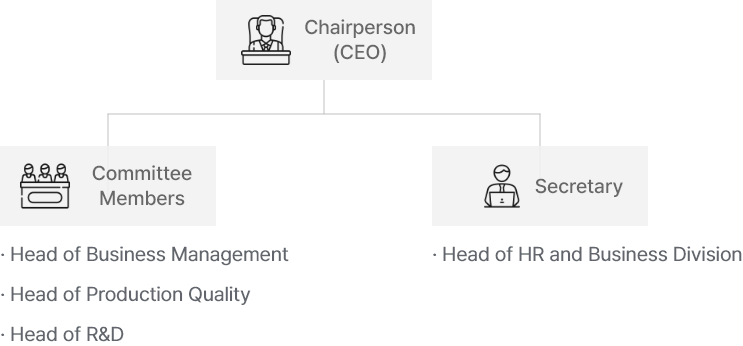 Chairperson
(CEO)
Committee
Members
Secretary
· Head of Business Management
· Head of Production Quality
· Head of R&D
· Head of HR and Business Division